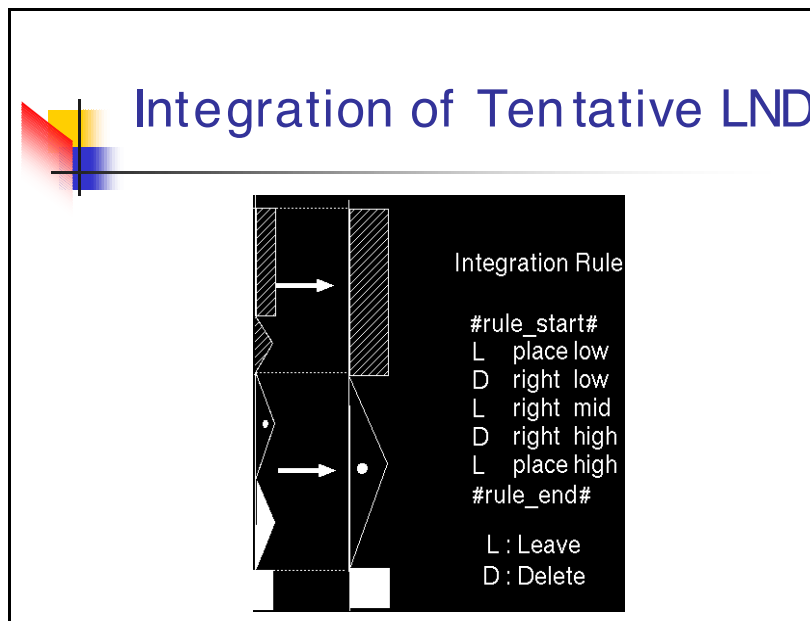 Integration of Tentative LND
Integration Rule
#rule_start#
L place low
D right low
L right mid
D right high
L place high
#rule_end#
L : Leave
D : Delete